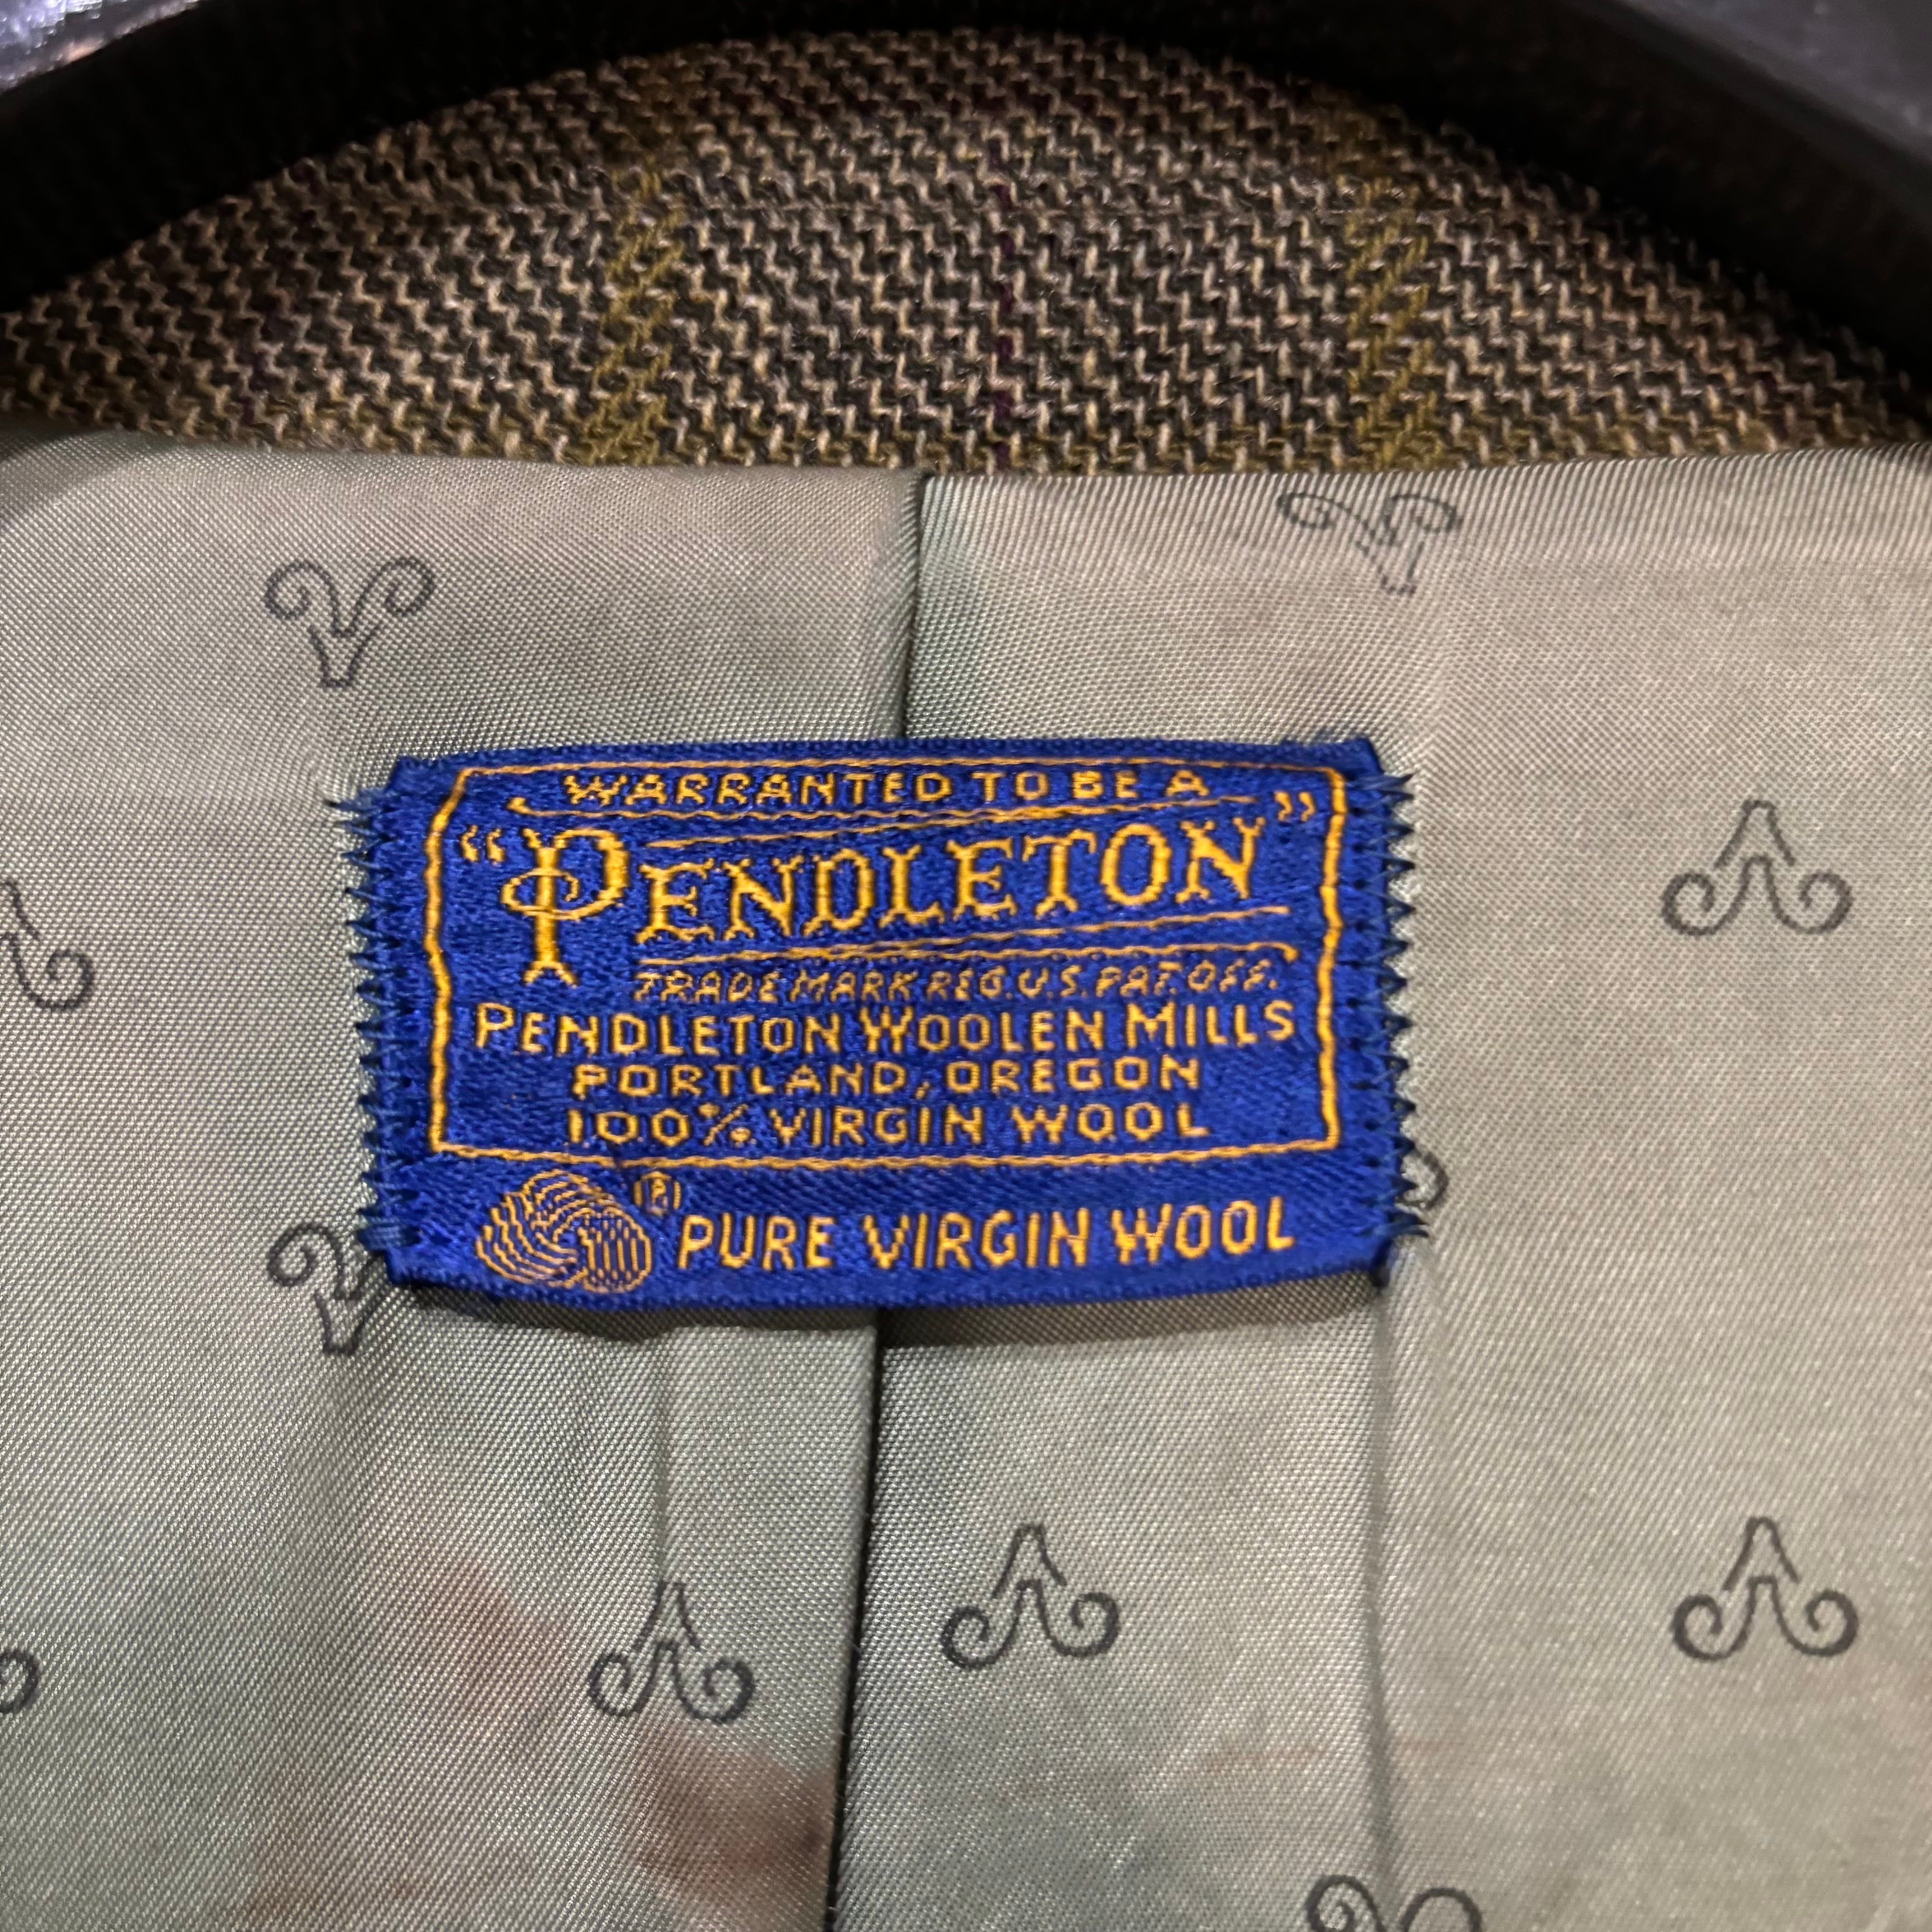 WARRANTED TO BE A
"PENDLETON"
TRADE MARK REG. U.S. PAT. OFF.
PENDLETON WOOLEN MILLS
PORTLAND, OREGON
100% VIRGIN WOOL
® PURE VIRGIN WOOL